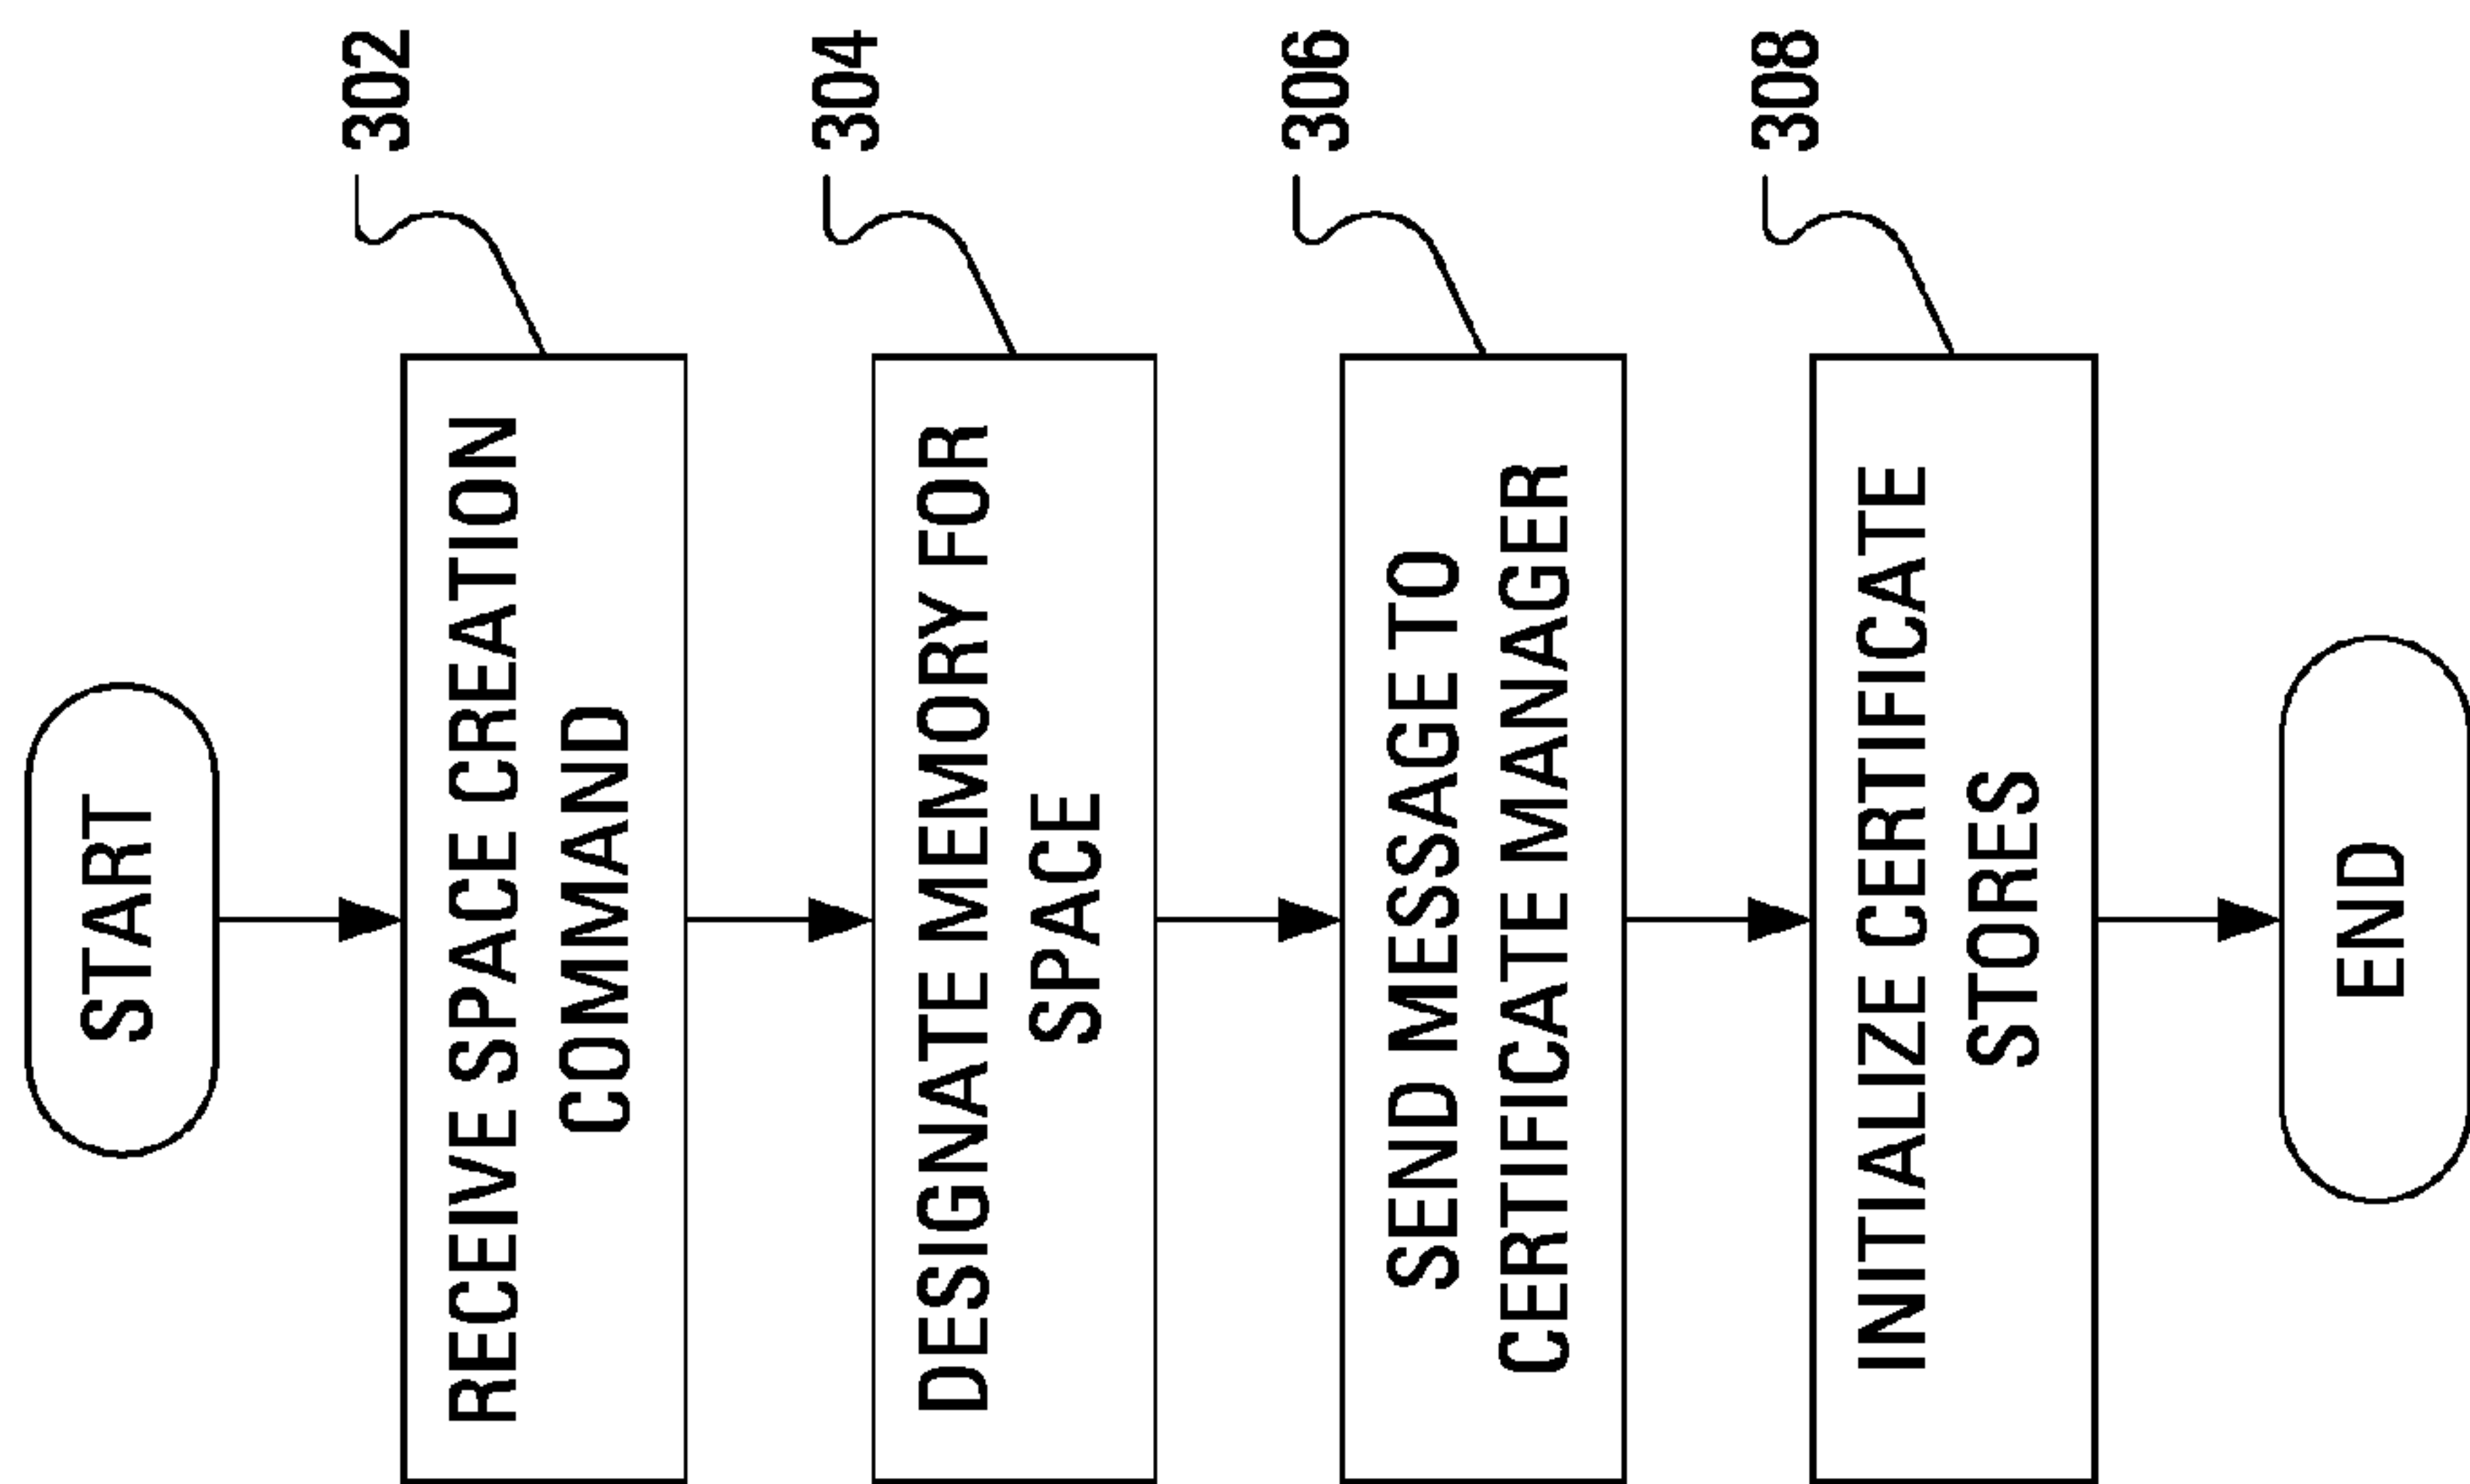 START
302
RECEIVE SPACE CREATION
COMMAND
304
DESIGNATE MEMORY FOR
SPACE
306
SEND MESSAGE TO
CERTIFICATE MANAGER
308
INITIALIZE CERTIFICATE
STORES
END